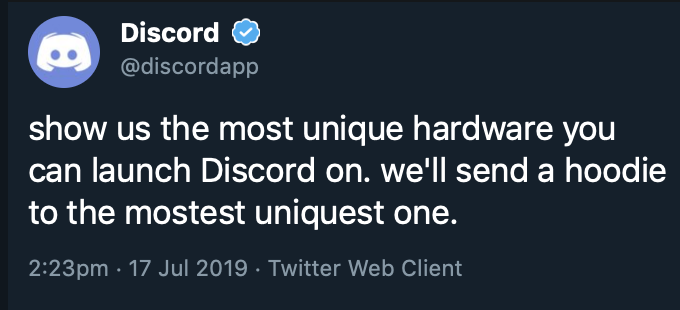 Discord
@discordapp
show us the most unique hardware you
can launch Discord on. we'll send a hoodie
to the mostest uniquest one.
2:23pm · 17 Jul 2019 · Twitter Web Client